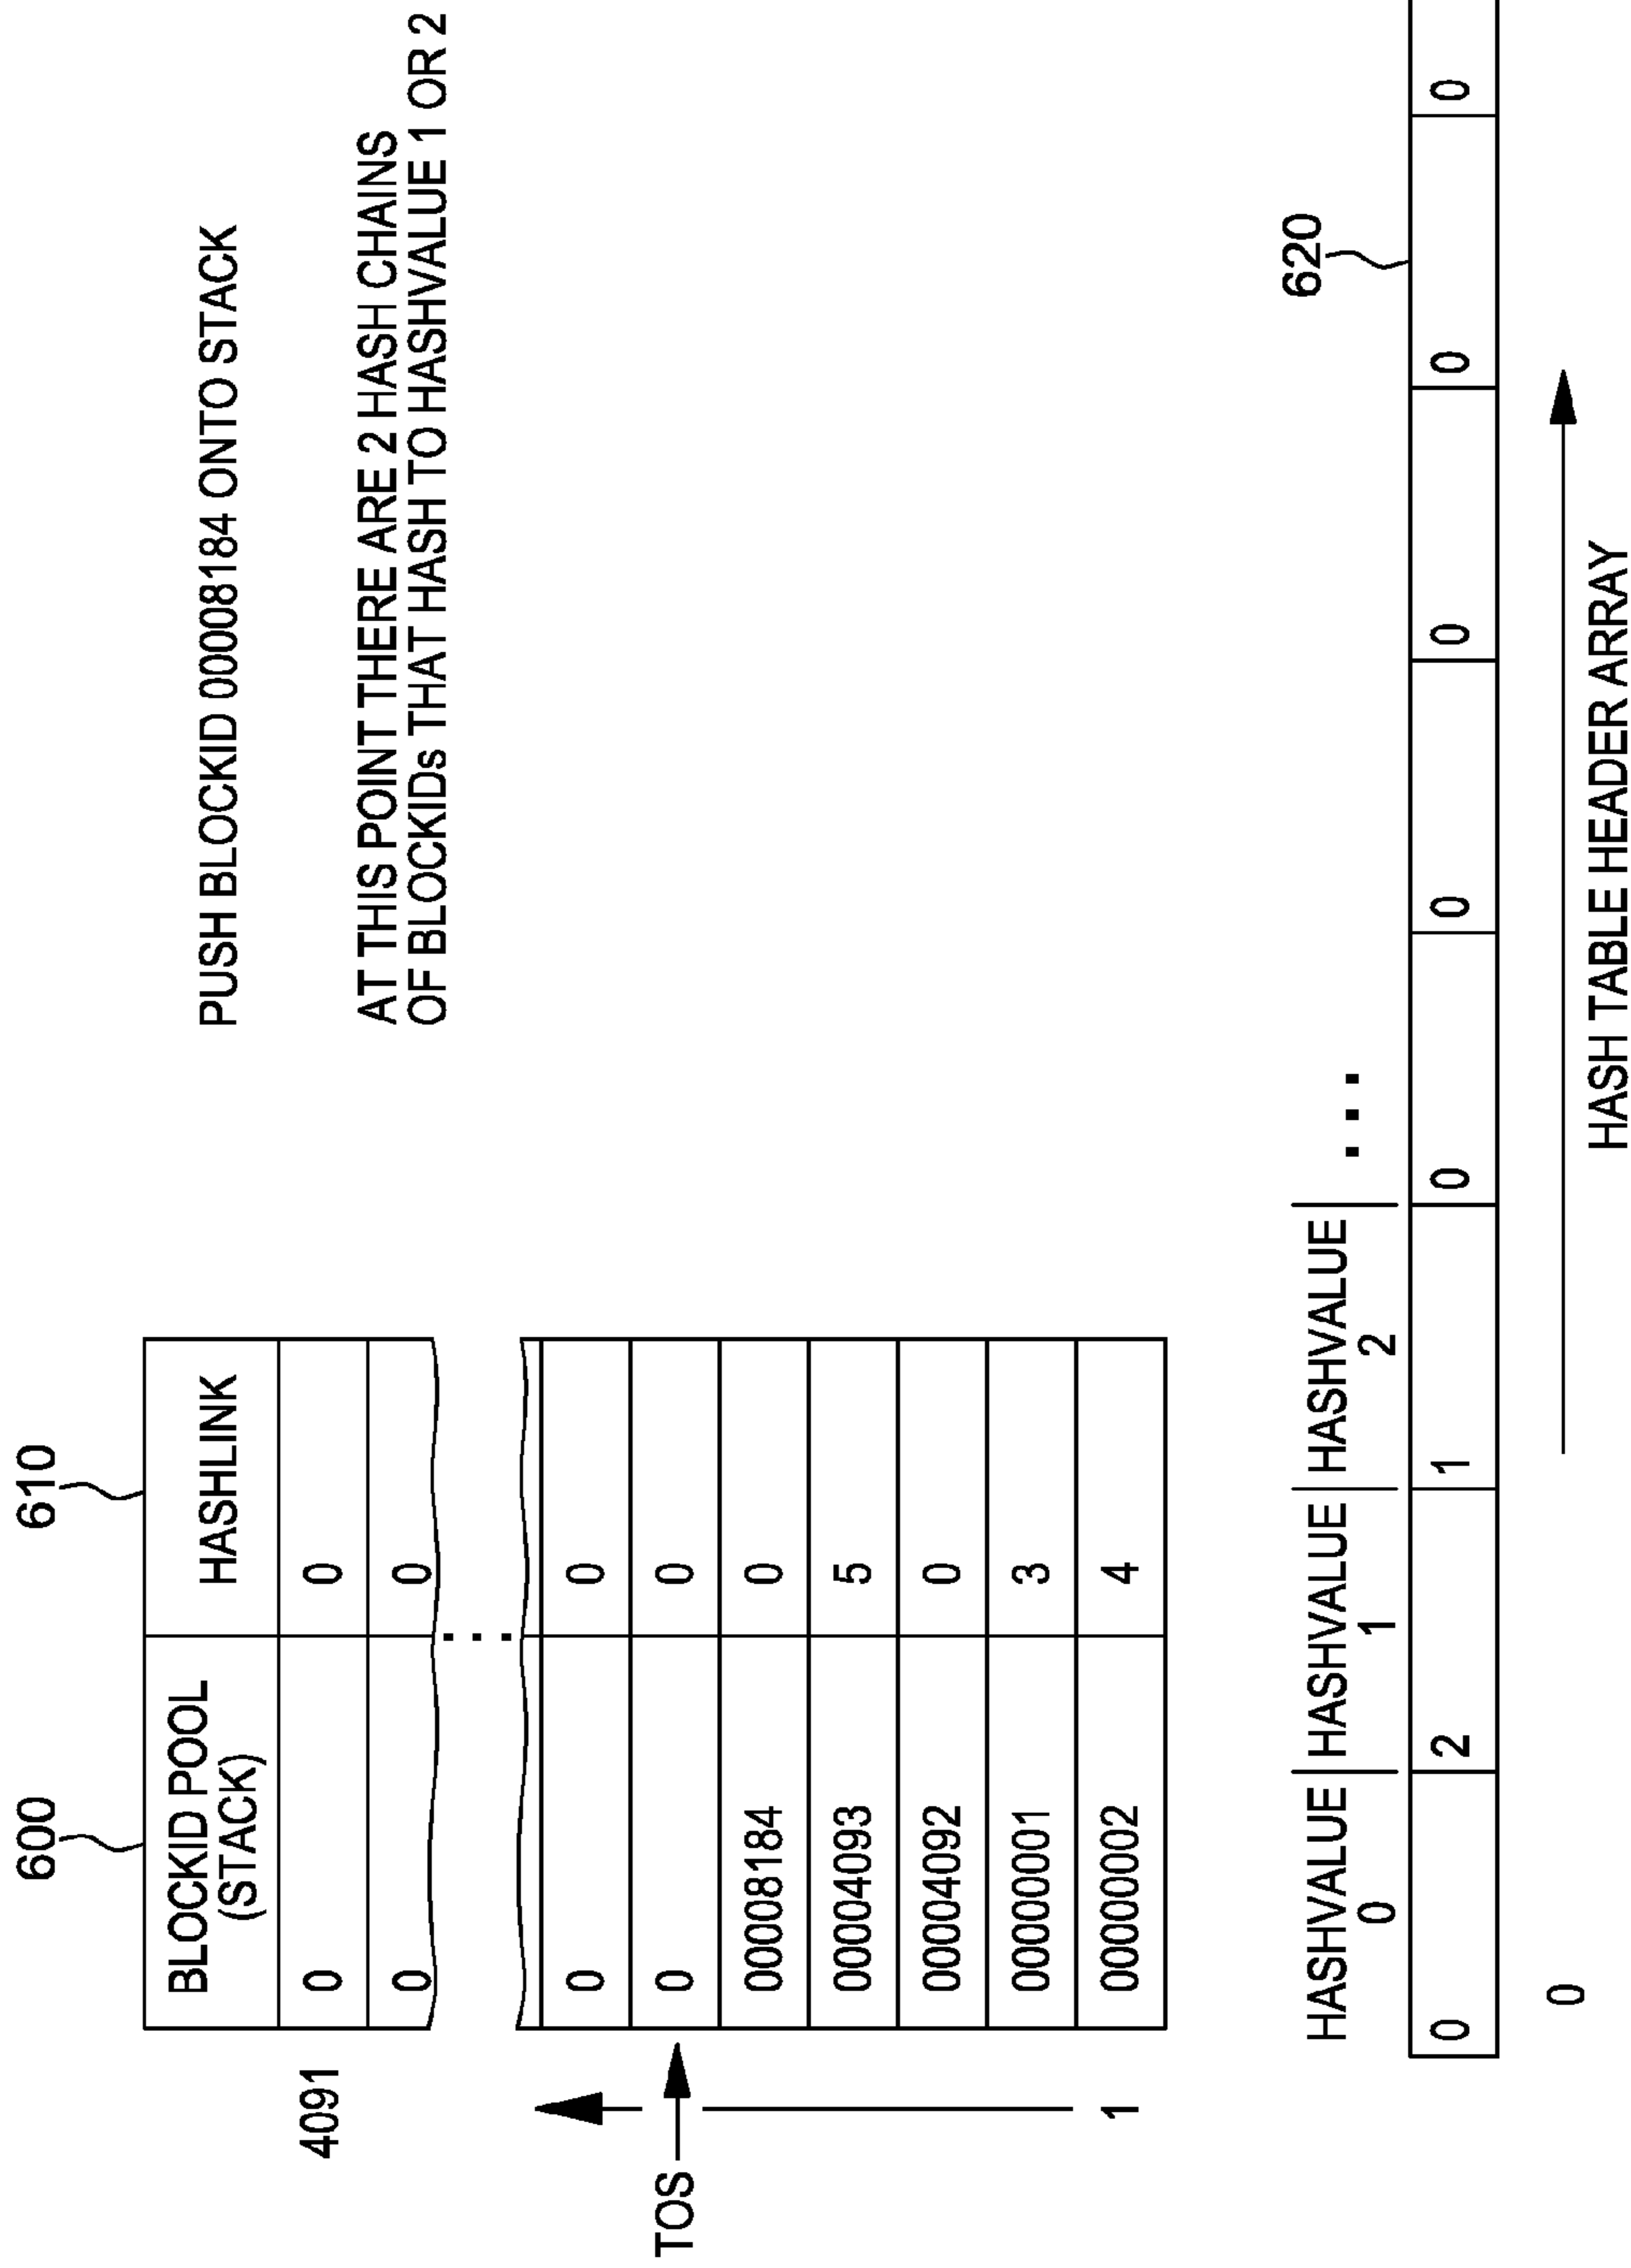 600 610
BLOCKID POOL
(STACK) HASHLINK
PUSH BLOCKID 00008184 ONTO STACK
4091 0 0
AT THIS POINT THERE ARE 2 HASH CHAINS
0 0
OF BLOCKIDs THAT HASH TO HASHVALUE 1 OR 2
...
0 0
TOS 0 0
00008184 0
00004093 5
00004092 0
00000001 3
1 00000002 4
620
HASHVALUE HASHVALUE HASHVALUE ...
0 1 2
0 2 1 0 0 0 0 0
0
HASH TABLE HEADER ARRAY